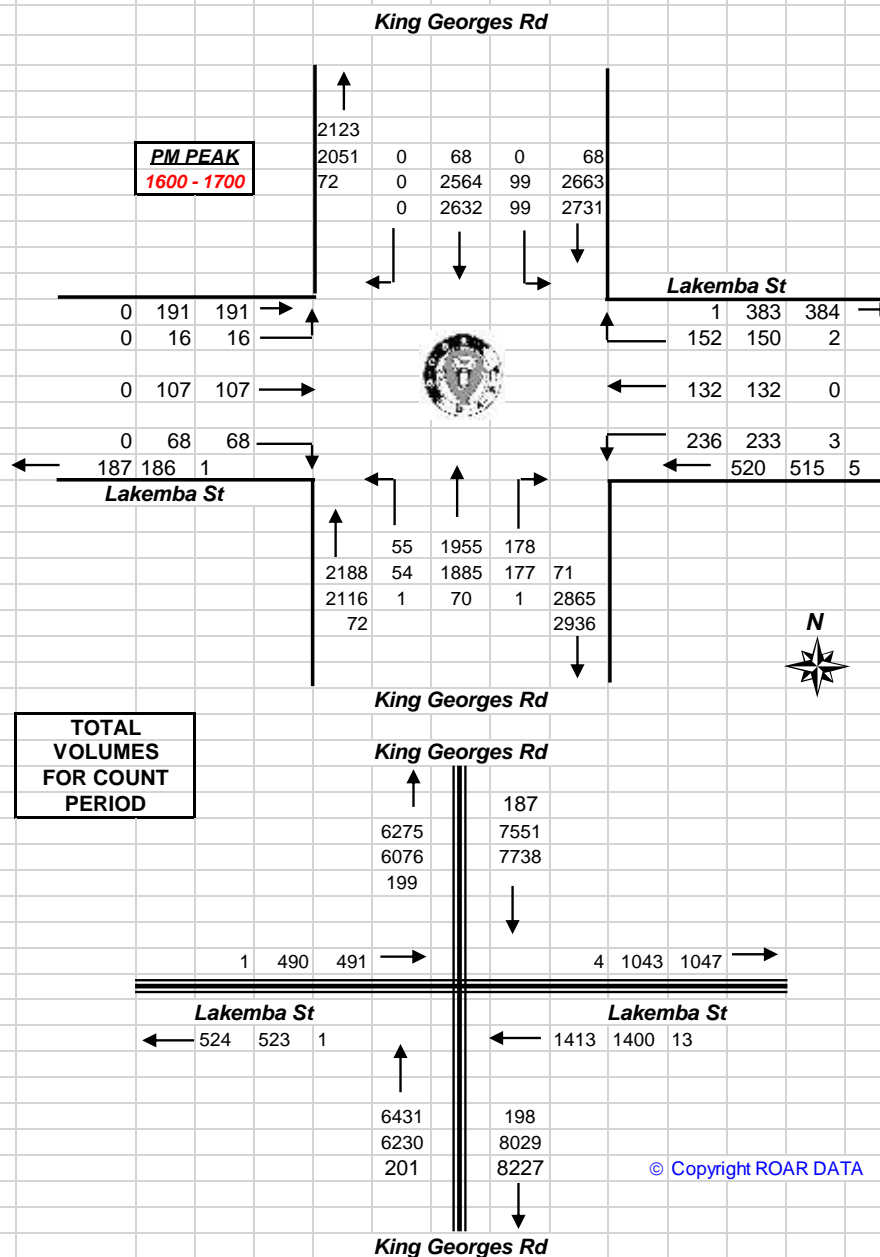 King Georges Rd
2123
PM PEAK 2051 0 68 0 68
1600 - 1700 72 0 2564 99 2663
0 2632 99 2731
Lakemba St
0 191 191 1 383 384
0 16 16 152 150 2
0 107 107 132 132 0
0 68 68 236 233 3
187 186 1 520 515 5
Lakemba St
55 1955 178
2188 54 1885 177 71
2116 1 70 1 2865
72 2936
N
King Georges Rd
TOTAL
VOLUMES
FOR COUNT
PERIOD
King Georges Rd
187
6275 7551
6076 7738
199
1 490 491 4 1043 1047
Lakemba St Lakemba St
524 523 1 1413 1400 13
6431 198
6230 8029
201 8227 © Copyright ROAR DATA
King Georges Rd